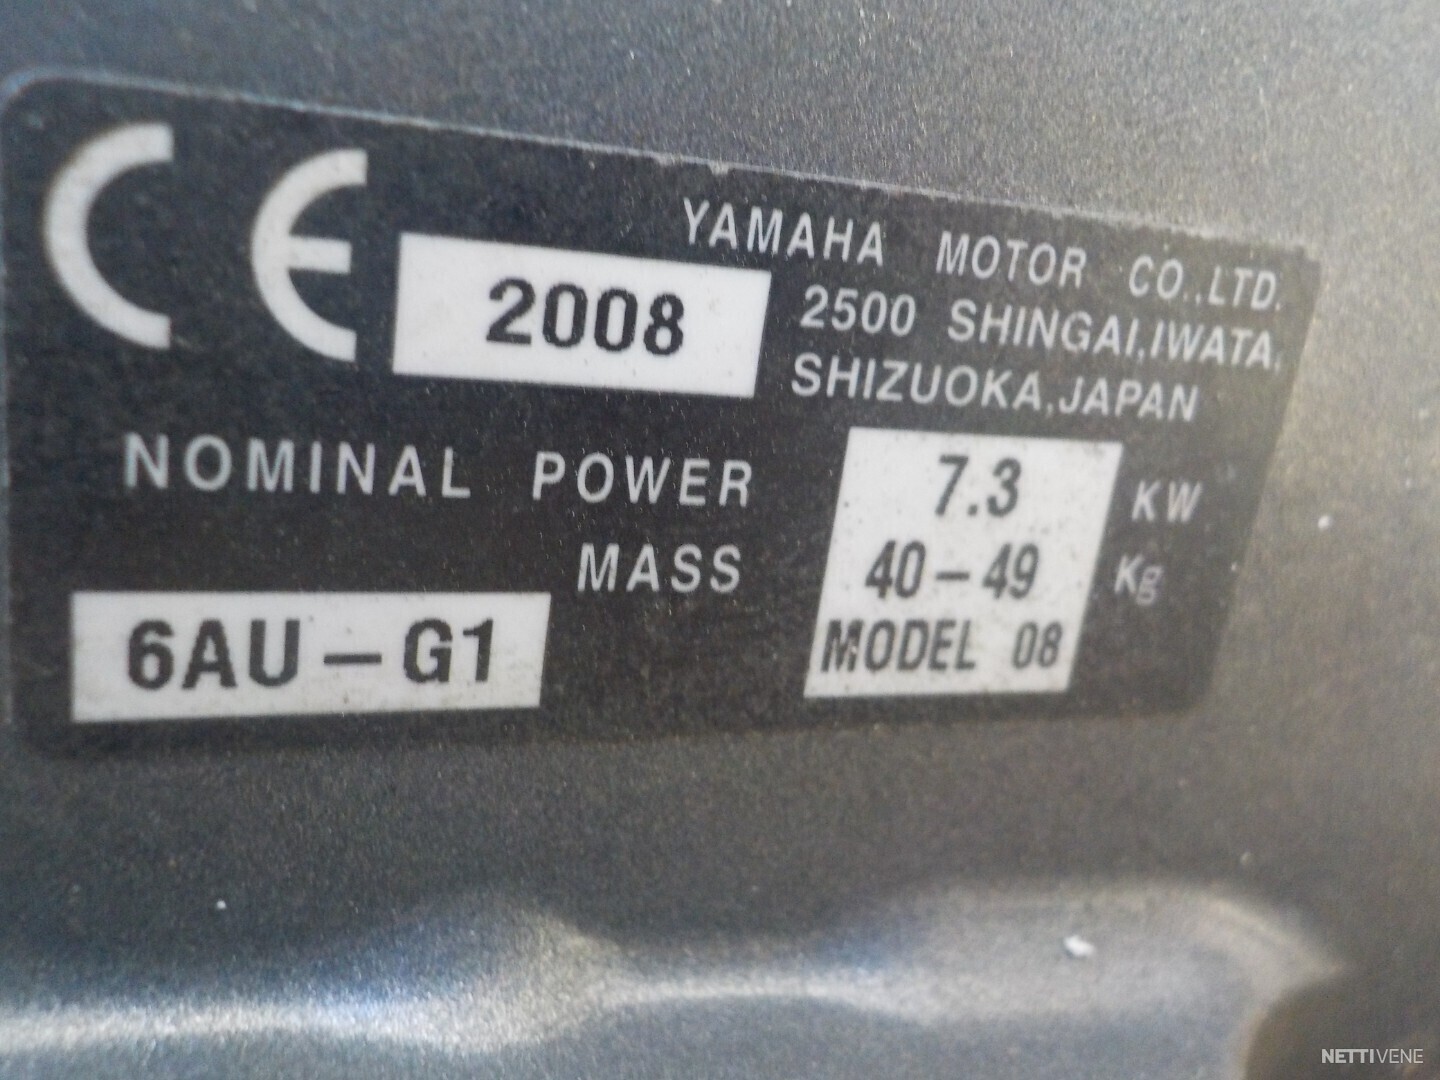 CE
2008
YAMAHA MOTOR CO.,LTD.
2500 SHINGAI,IWATA,
SHIZUOKA,JAPAN
NOMINAL POWER 7.3 KW
MASS 40-49 Kg
6AU-G1
MODEL 08
NETTIVENE